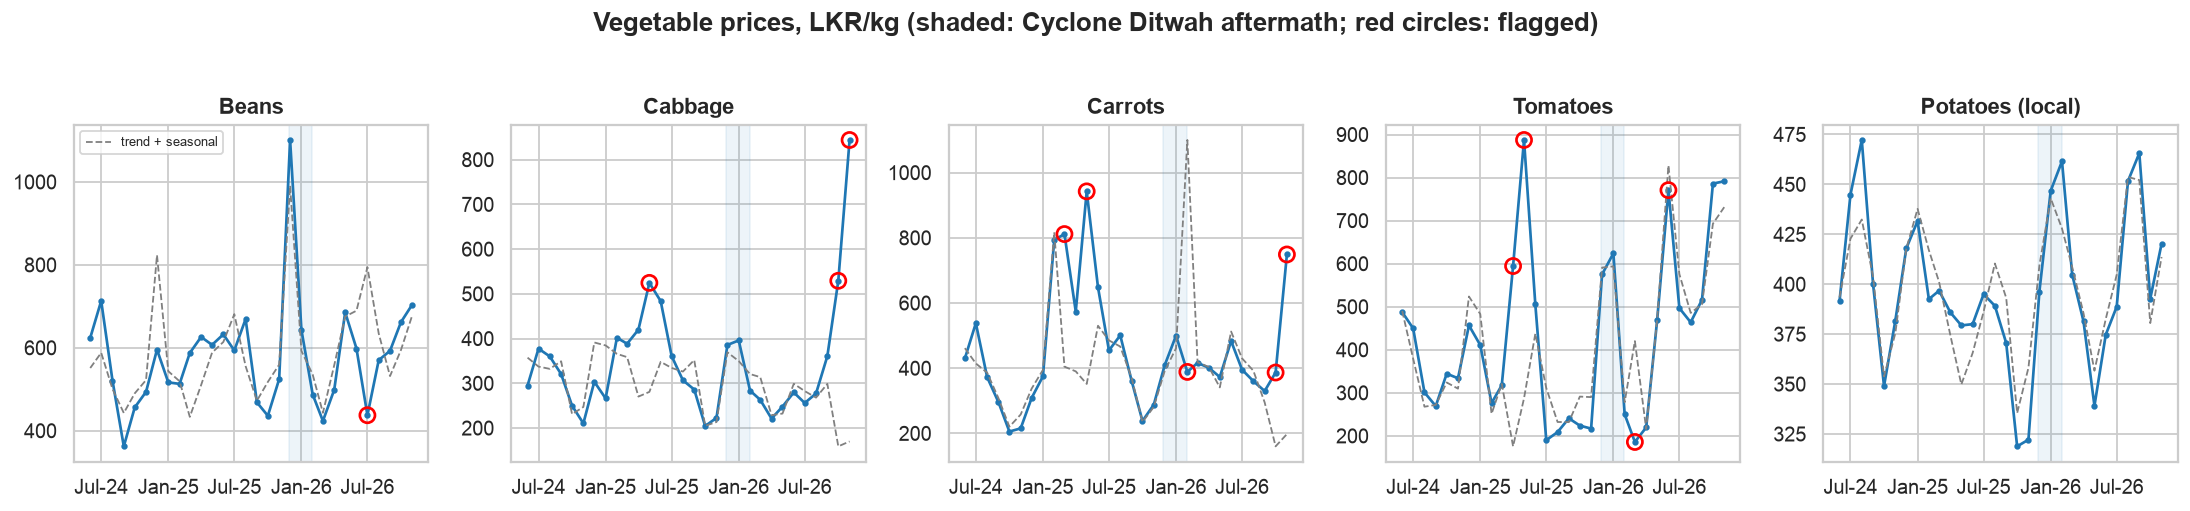 Vegetable prices, LKR/kg (shaded: Cyclone Ditwah aftermath; red circles: flagged)
Beans
trend + seasonal
1000
800
600
400
Jul-24 Jan-25 Jul-25 Jan-26 Jul-26
Cabbage
800
700
600
500
400
300
200
Jul-24 Jan-25 Jul-25 Jan-26 Jul-26
Carrots
1000
800
600
400
200
Jul-24 Jan-25 Jul-25 Jan-26 Jul-26
Tomatoes
900
800
700
600
500
400
300
200
Jul-24 Jan-25 Jul-25 Jan-26 Jul-26
Potatoes (local)
475
450
425
400
375
350
325
Jul-24 Jan-25 Jul-25 Jan-26 Jul-26